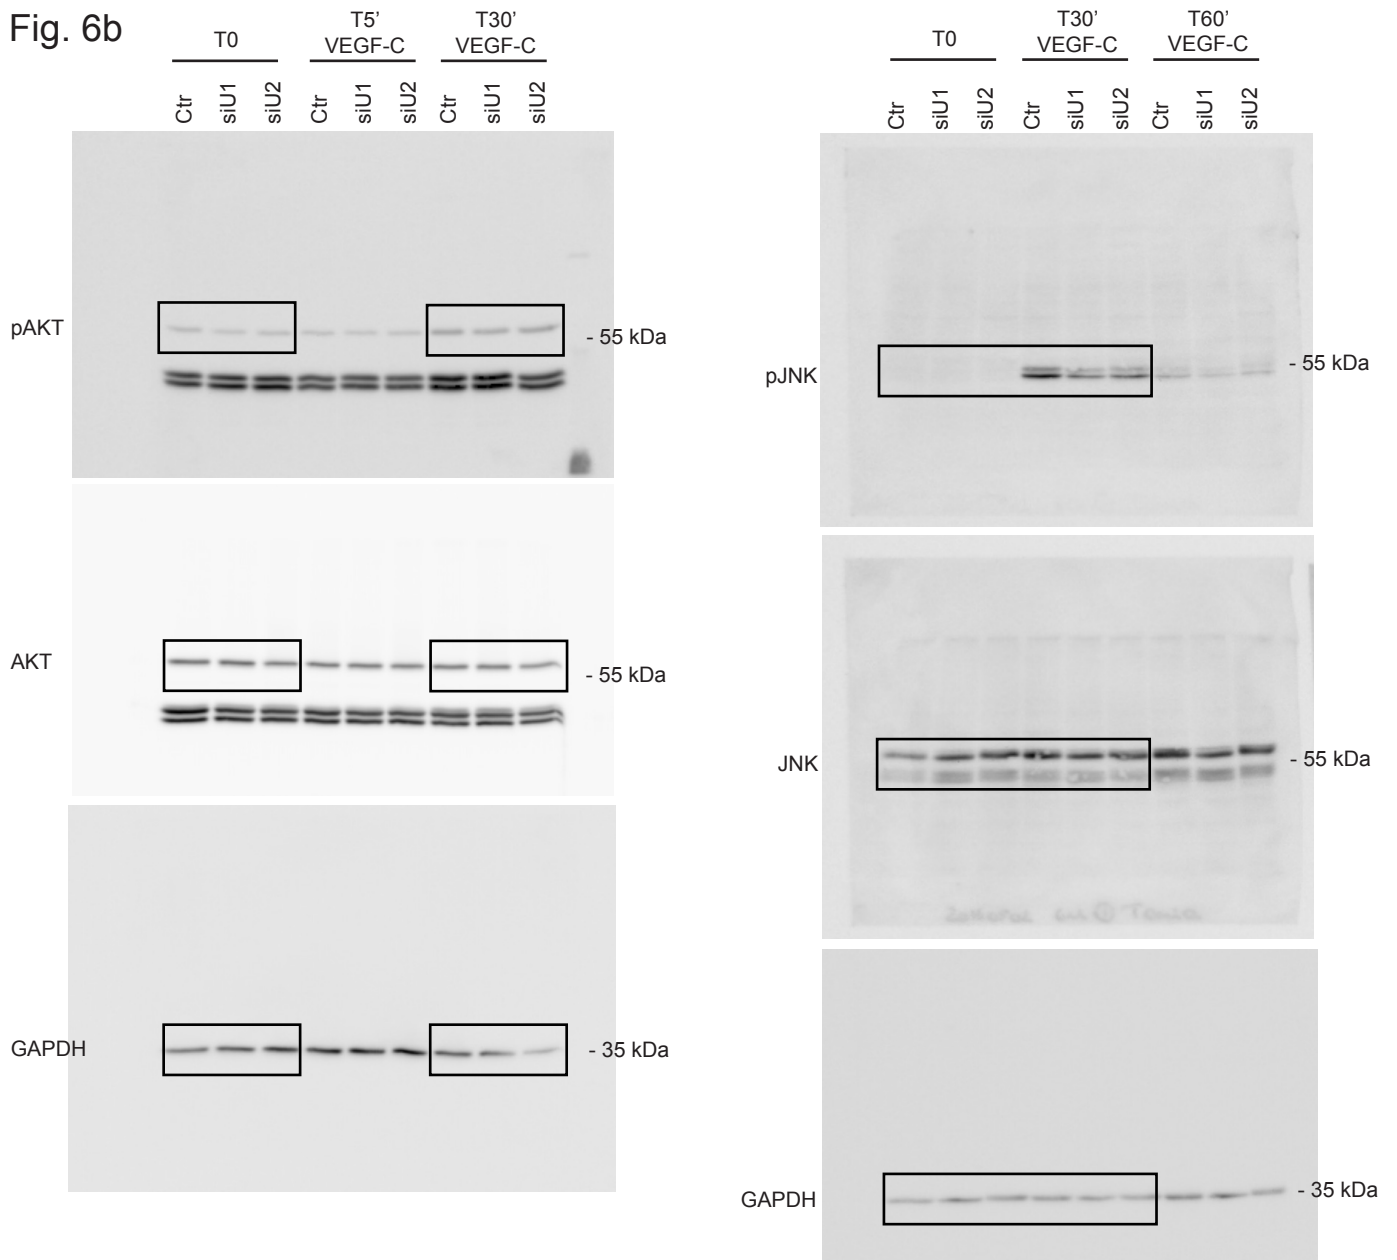 Fig. 6b
T0
T5'
VEGF-C
T30'
VEGF-C
Ctr
siU1
siU2
Ctr
siU1
siU2
Ctr
siU1
siU2
pAKT
- 55 kDa
AKT
- 55 kDa
GAPDH
- 35 kDa
T0
T30'
VEGF-C
T60'
VEGF-C
Ctr
siU1
siU2
Ctr
siU1
siU2
Ctr
siU1
siU2
pJNK
- 55 kDa
JNK
- 55 kDa
GAPDH
- 35 kDa